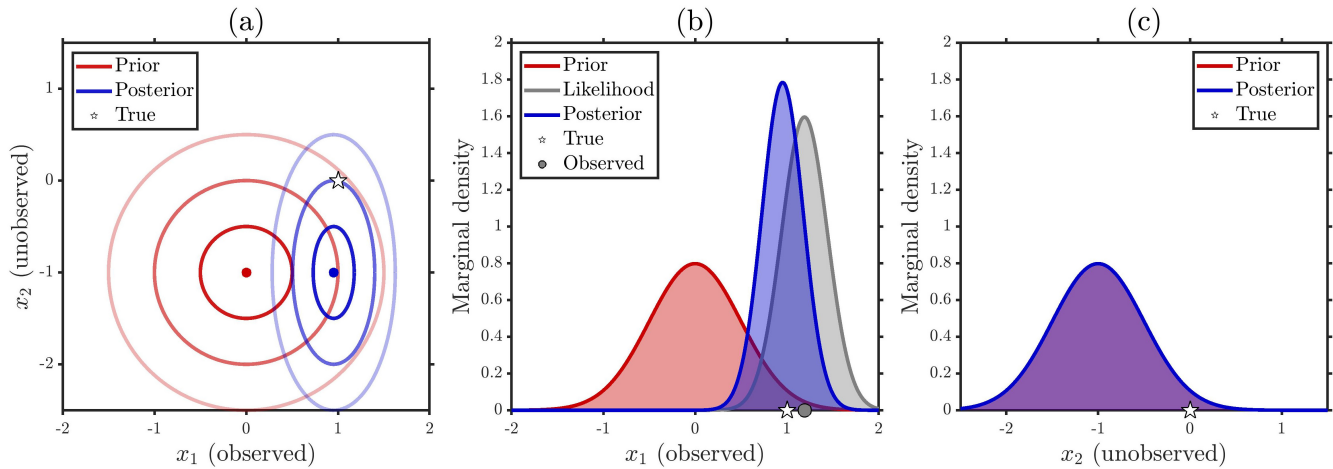 (a)
Prior
Posterior
True
1
0
-1
-2
-2
-1
0
1
2
x₂ (unobserved)
x₁ (observed)
(b)
Prior
Likelihood
Posterior
True
Observed
2
1.8
1.6
1.4
1.2
1
0.8
0.6
0.4
0.2
0
-2
-1
0
1
2
Marginal density
x₁ (observed)
(c)
Prior
Posterior
True
2
1.8
1.6
1.4
1.2
1
0.8
0.6
0.4
0.2
0
-2
-1
0
1
Marginal density
x₂ (unobserved)